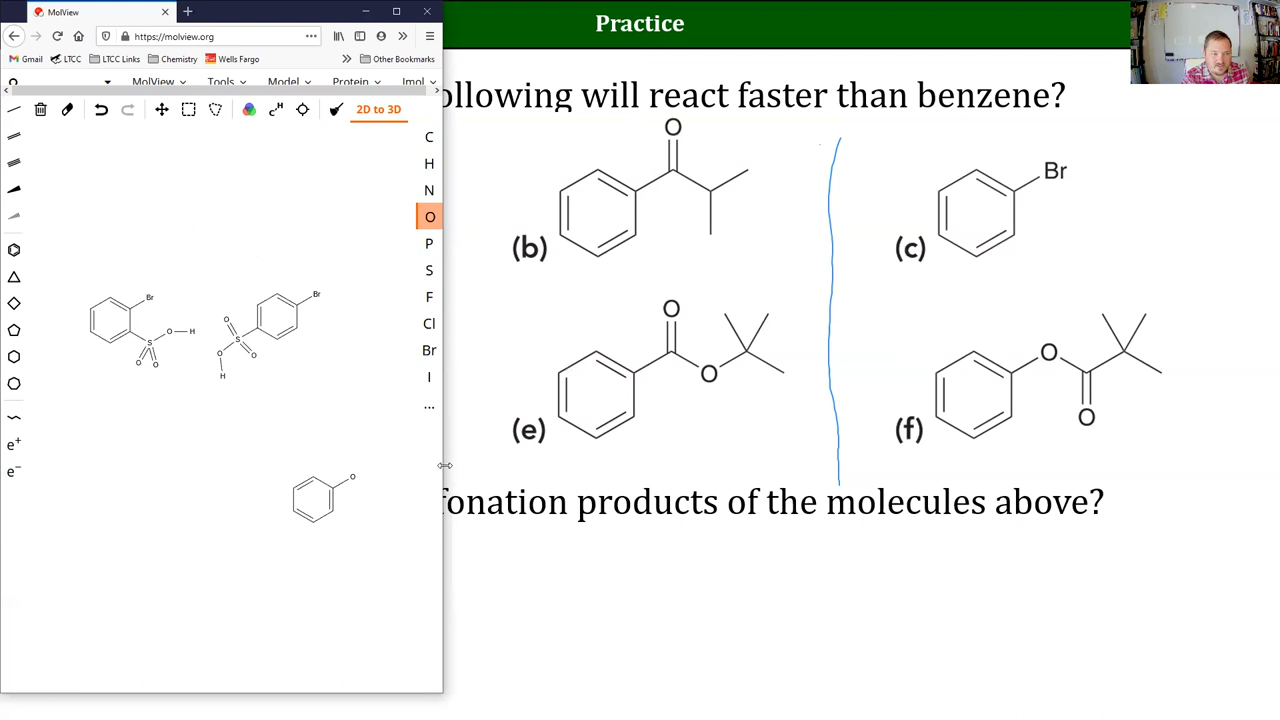 MolView
Practice
https://molview.org
Gmail LTCC LTCC Links Chemistry Wells Fargo Other Bookmarks
MolView Tools Model Protein Jmol
2D to 3D
ollowing will react faster than benzene?
C
H
N
O
P
S
F
Cl
Br
I
...
O
(b)
Br
(c)
O
O
(e)
O
O
(f)
Br
O H
S
O O
Br
O
S
O O
H
e+
e−
O
fonation products of the molecules above?